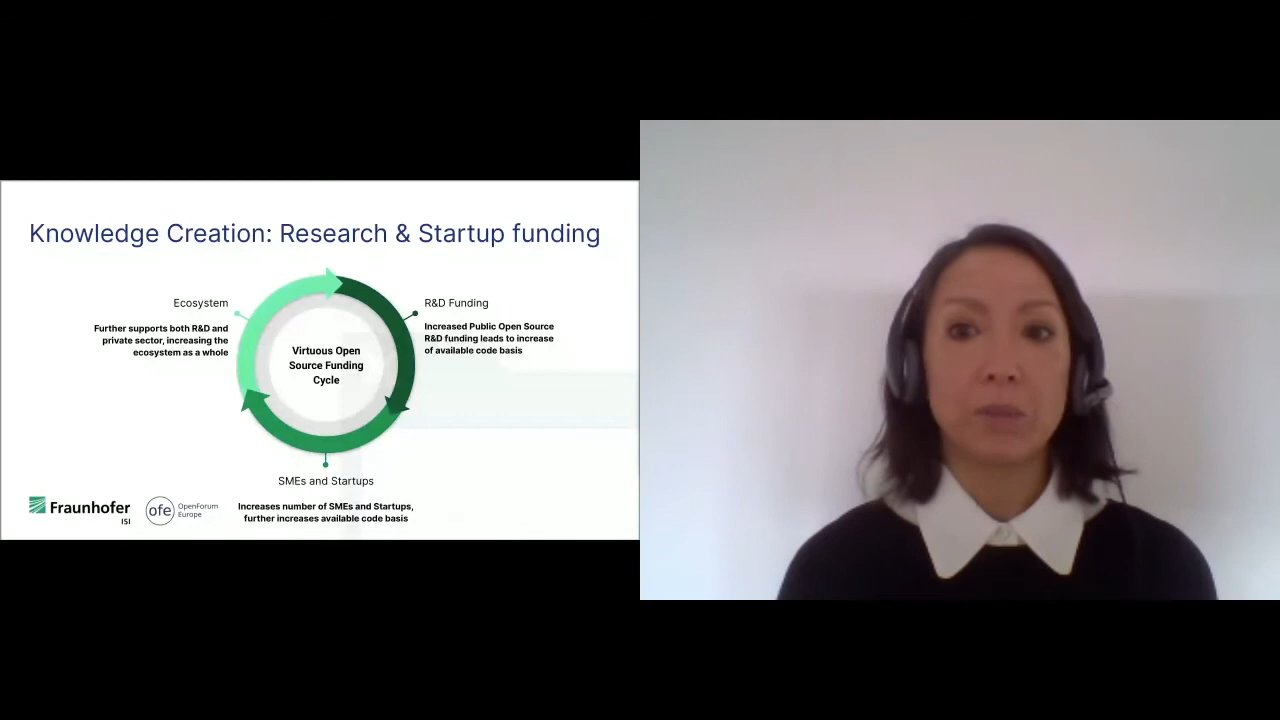 Knowledge Creation: Research & Startup funding
Ecosystem
Further supports both R&D and
private sector, increasing the
ecosystem as a whole
R&D Funding
Increased Public Open Source
R&D funding leads to increase
of available code basis
Virtuous Open
Source Funding
Cycle
SMEs and Startups
Increases number of SMEs and Startups,
further increases available code basis
Fraunhofer
ISI
ofe
OpenForum
Europe